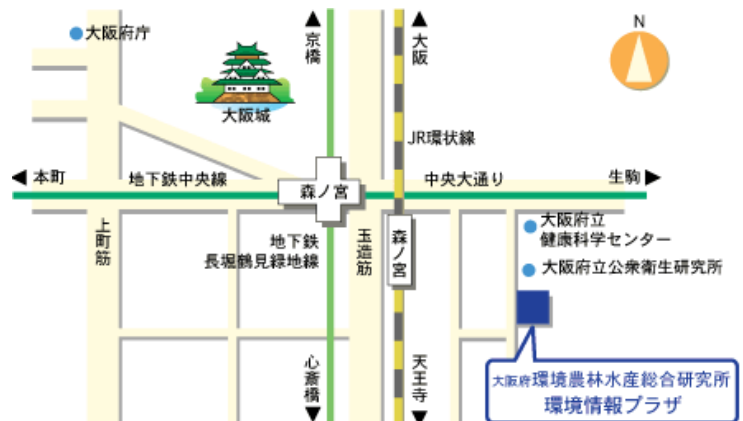 大阪府庁
京橋
大阪
N
大阪城
JR環状線
本町
地下鉄中央線
森ノ宮
中央大通り
生駒
上町筋
地下鉄
長堀鶴見緑地線
玉造筋
森ノ宮
大阪府立
健康科学センター
大阪府立公衆衛生研究所
心斎橋
天王寺
大阪府環境農林水産総合研究所
環境情報プラザ